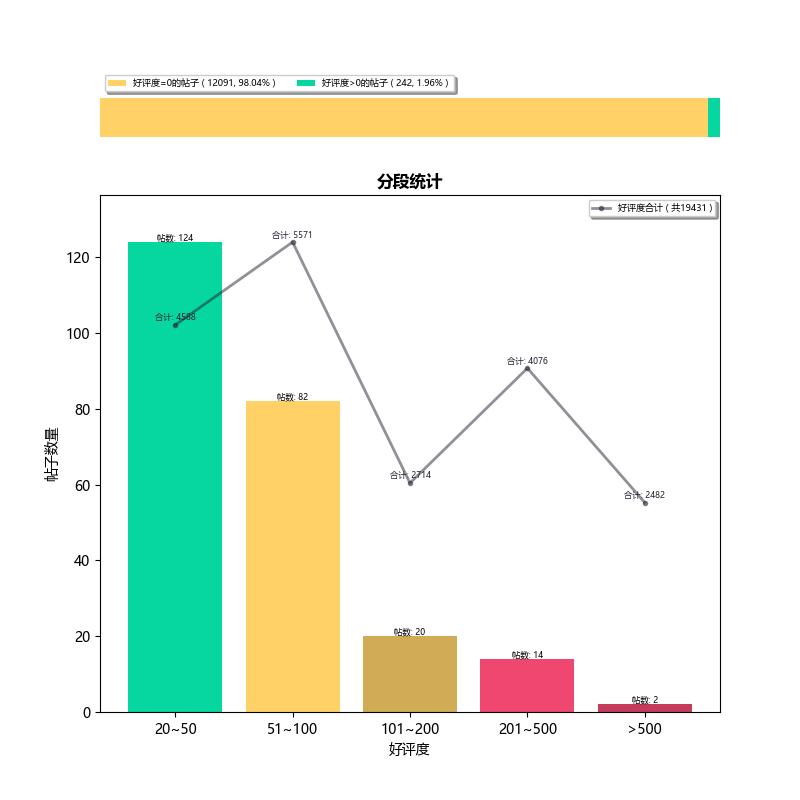 好评度=0的帖子 ( 12091, 98.04% )
好评度>0的帖子 ( 242, 1.96% )
分段统计
好评度合计 ( 共19431 )
帖子数量
120
100
80
60
40
20
0
帖数: 124
帖数: 82
帖数: 20
帖数: 14
帖数: 2
合计: 4588
合计: 5571
合计: 2714
合计: 4076
合计: 2482
20~50
51~100
101~200
201~500
>500
好评度